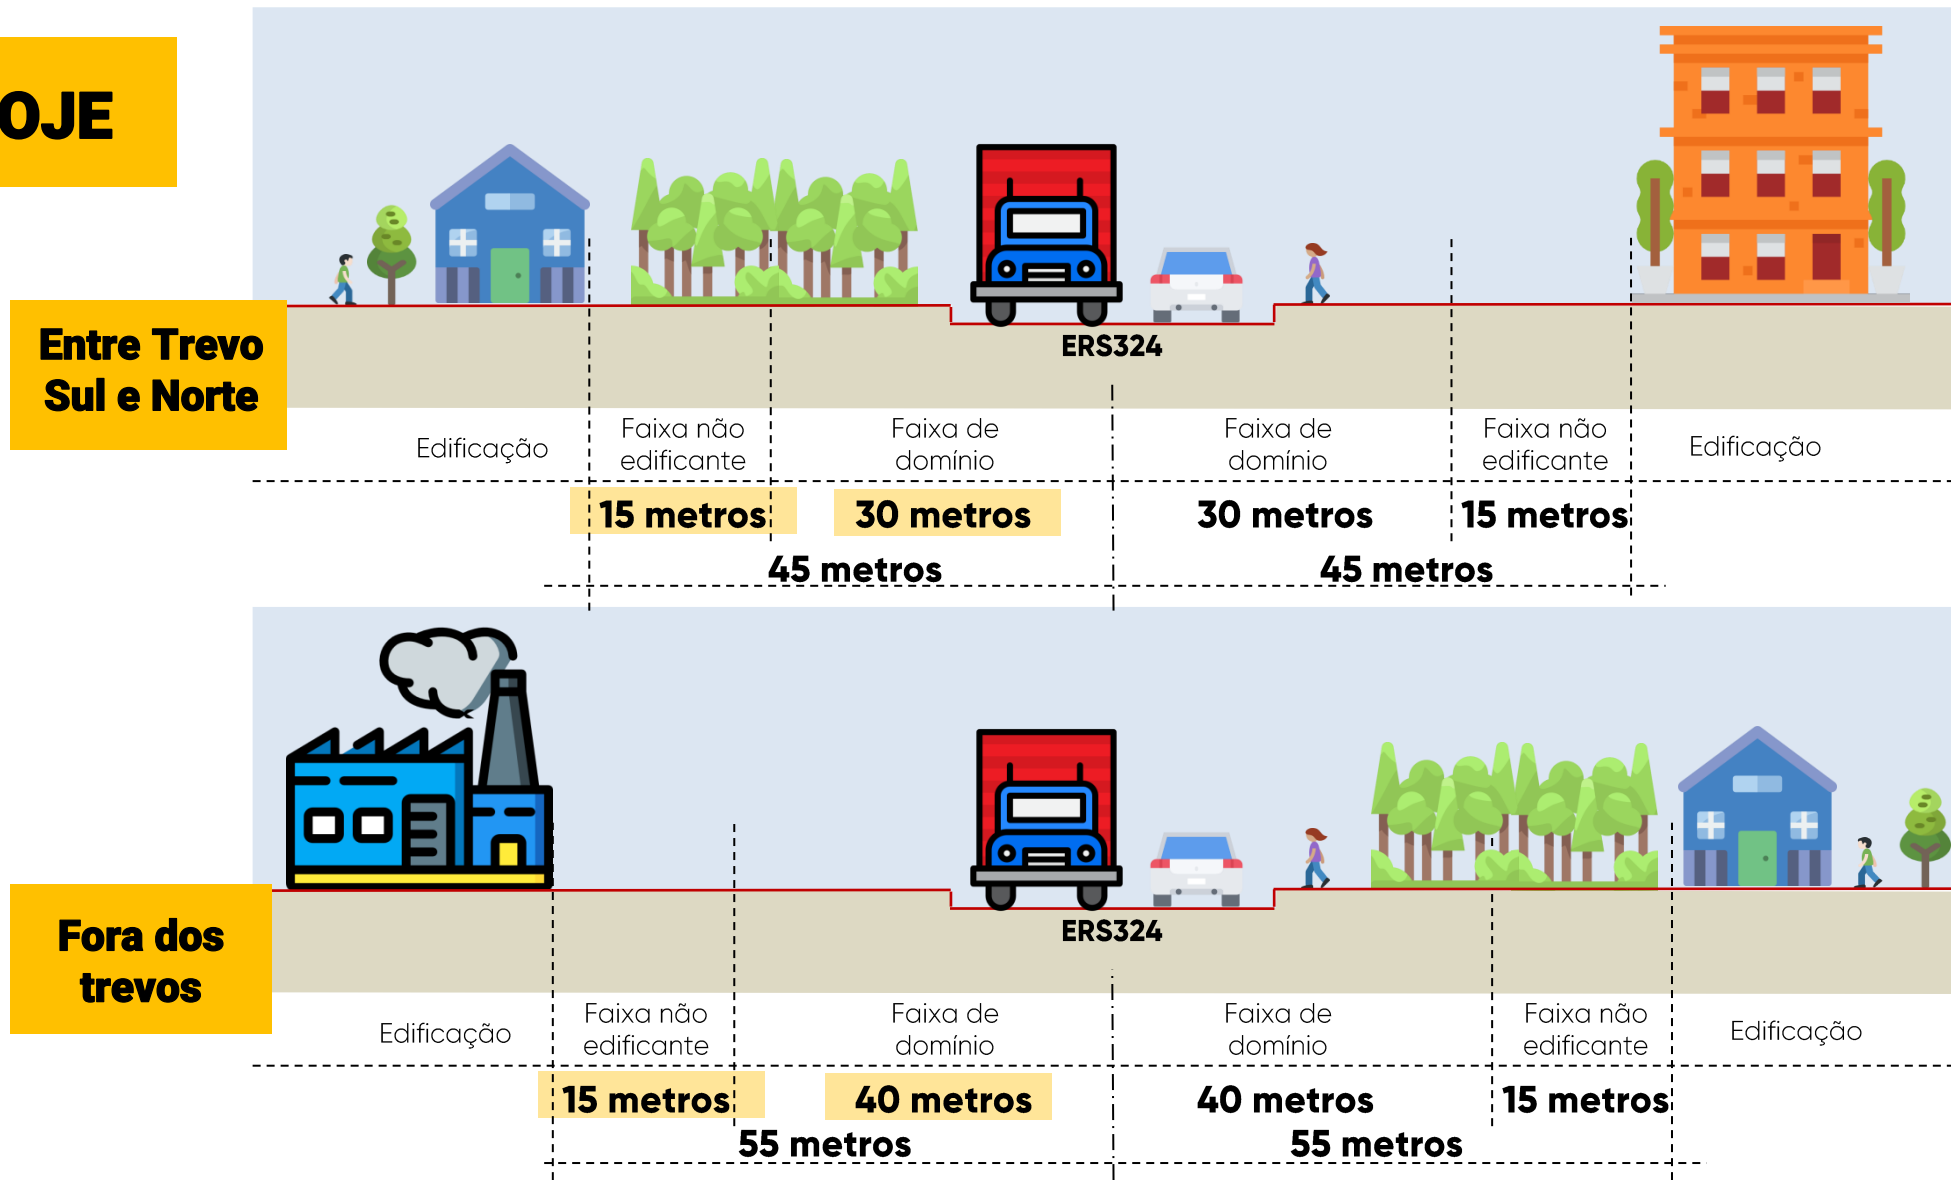 OJE
Entre Trevo
Sul e Norte
ERS324
Edificação
Faixa não
edificante
Faixa de
domínio
Faixa de
domínio
Faixa não
edificante
Edificação
15 metros
30 metros
30 metros
15 metros
45 metros
45 metros
Fora dos
trevos
ERS324
Edificação
Faixa não
edificante
Faixa de
domínio
Faixa de
domínio
Faixa não
edificante
Edificação
15 metros
40 metros
40 metros
15 metros
55 metros
55 metros